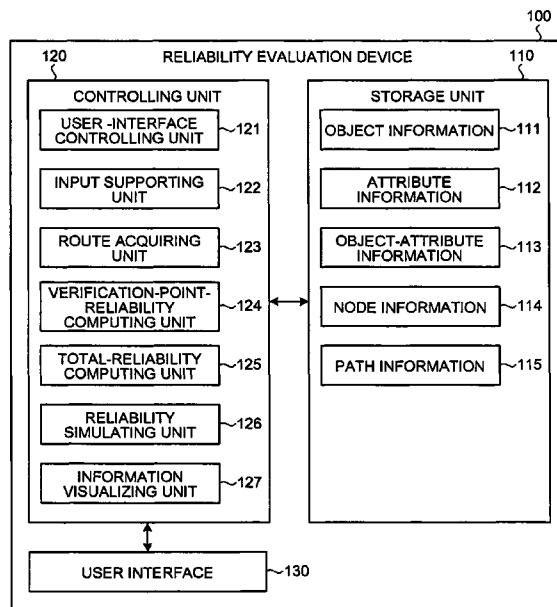 100
RELIABILITY EVALUATION DEVICE
120
CONTROLLING UNIT
USER -INTERFACE
CONTROLLING UNIT
121
INPUT SUPPORTING
UNIT
122
ROUTE ACQUIRING
UNIT
123
VERIFICATION-POINT-
RELIABILITY
COMPUTING UNIT
124
TOTAL-RELIABILITY
COMPUTING UNIT
125
RELIABILITY
SIMULATING UNIT
126
INFORMATION
VISUALIZING UNIT
127
110
STORAGE UNIT
OBJECT INFORMATION
111
ATTRIBUTE
INFORMATION
112
OBJECT-ATTRIBUTE
INFORMATION
113
NODE INFORMATION
114
PATH INFORMATION
115
USER INTERFACE
130